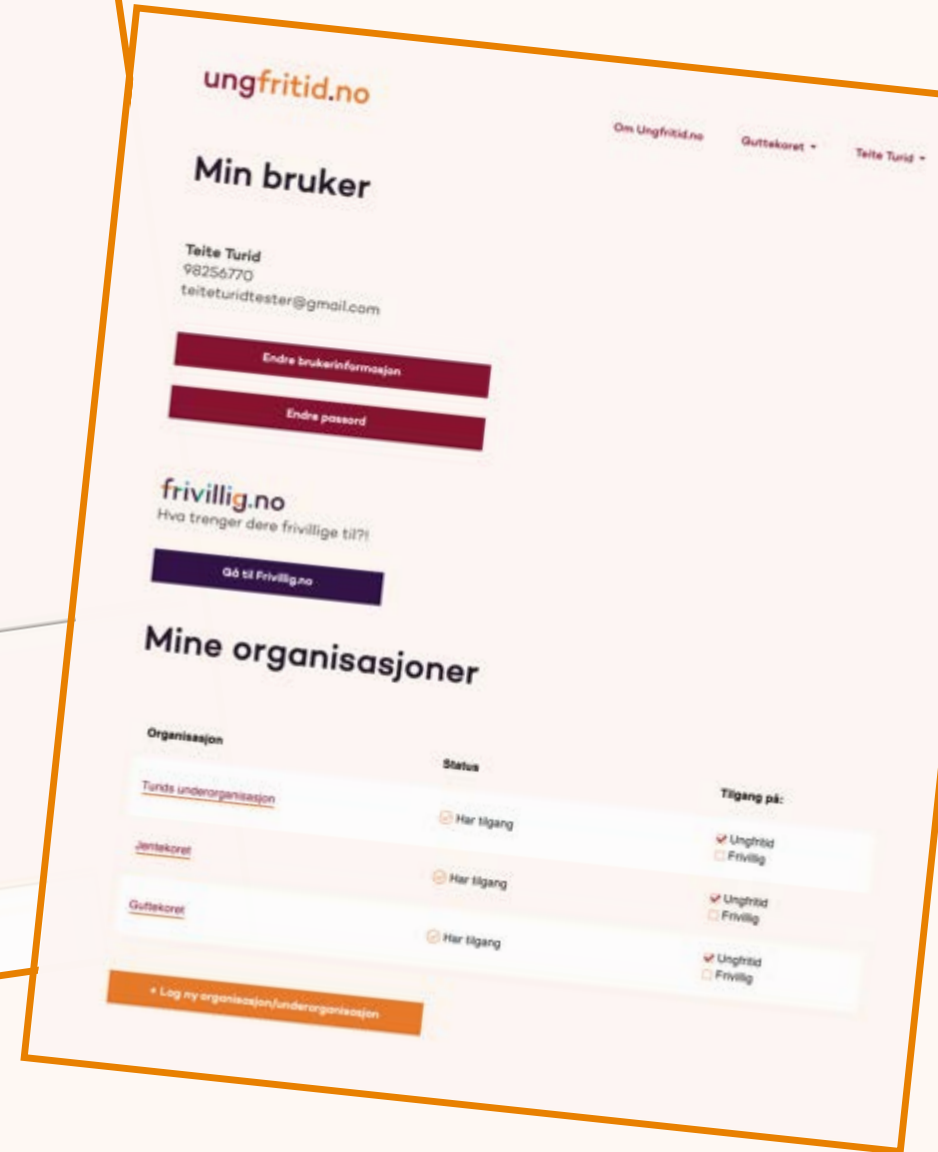 ungfritid.no
Om Ungfritid.no
Guttekoret
Teite Turid
Min bruker
Teite Turid
98256770
teiteturidtester@gmail.com
Endre brukerinformasjon
Endre passord
frivillig.no
Hva trenger dere frivillige til?!
Gå til Frivillig.no
Mine organisasjoner
Organisasjon
Status
Tilgang på:
Turids underorganisasjon
Har tilgang
Ungfritid
Frivillig
Jentekoret
Har tilgang
Ungfritid
Frivillig
Guttekoret
Har tilgang
Ungfritid
Frivillig
+ Lag ny organisasjon/underorganisasjon